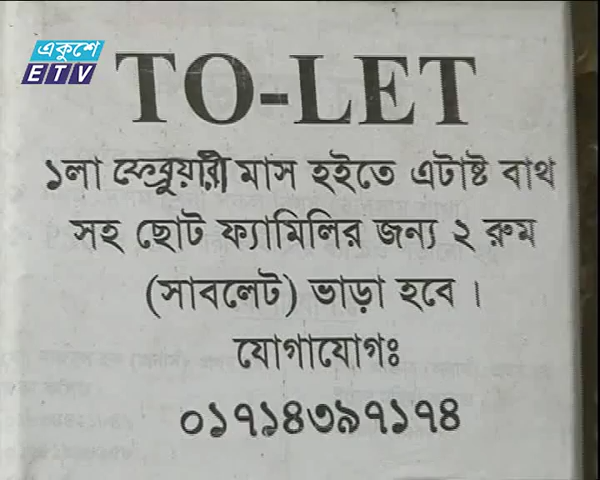 একুশে
ETV
TO-LET
১লা ফেব্রুয়ারী মাস হইতে এটাষ্ট বাথ
সহ ছোট ফ্যামিলির জন্য ২ রুম
(সাবলেট) ভাড়া হবে ।
যোগাযোগঃ
০১৭১৪৩৯৭১৭৪